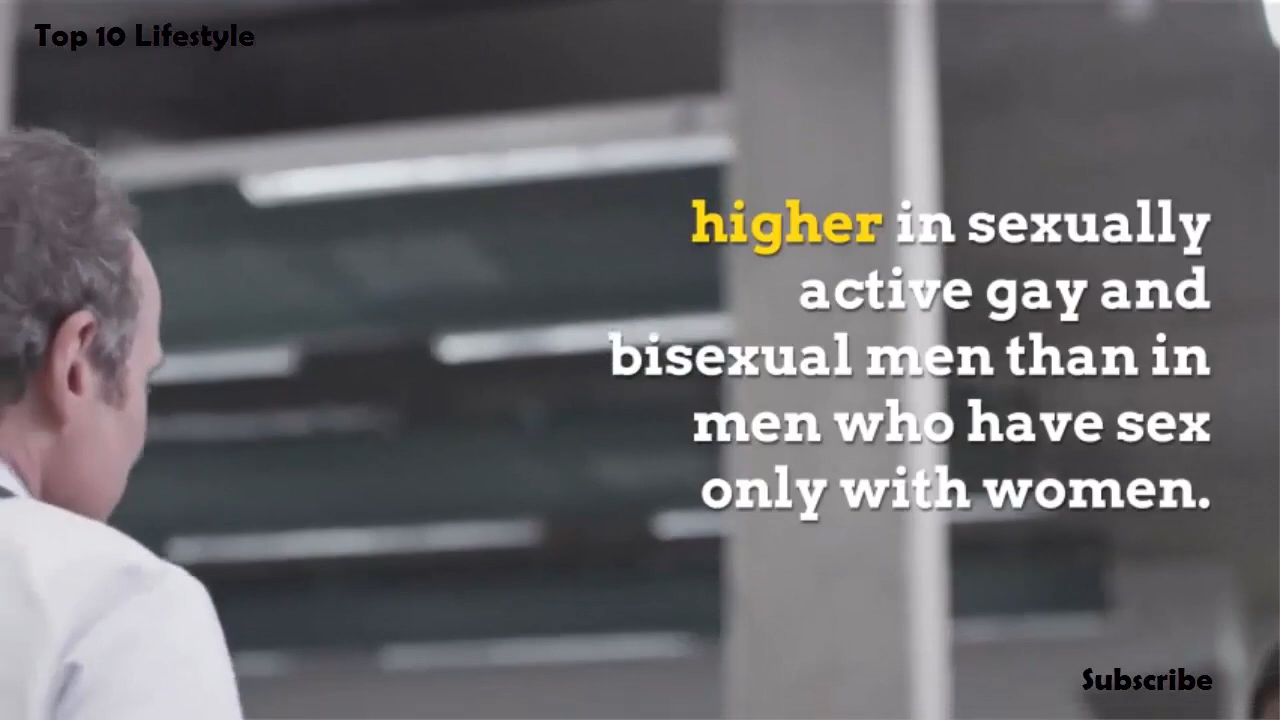 Top 10 Lifestyle
higher in sexually
active gay and
bisexual men than in
men who have sex
only with women.
Subscribe